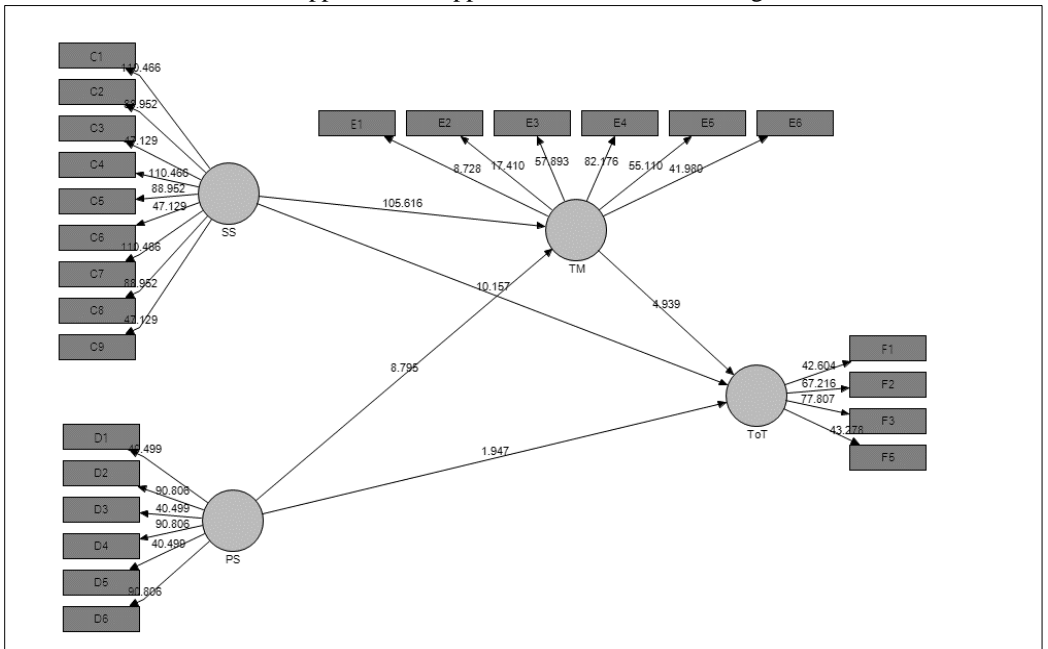 C1
110.466
C2
88.952
C3
47.129
C4
110.466
C5
88.952
47.129
C6
C7
110.466
C8
88.952
C9
47.129
SS
E1
E2
E3
E4
E5
E6
8.728
17.410
57.893
82.176
55.110
41.980
105.616
TM
10.157
4.939
8.795
1.947
F1
42.604
F2
67.216
77.807
F3
43.278
F5
ToT
D1
40.499
D2
90.806
D3
40.499
90.806
D4
40.499
D5
90.806
D6
PS